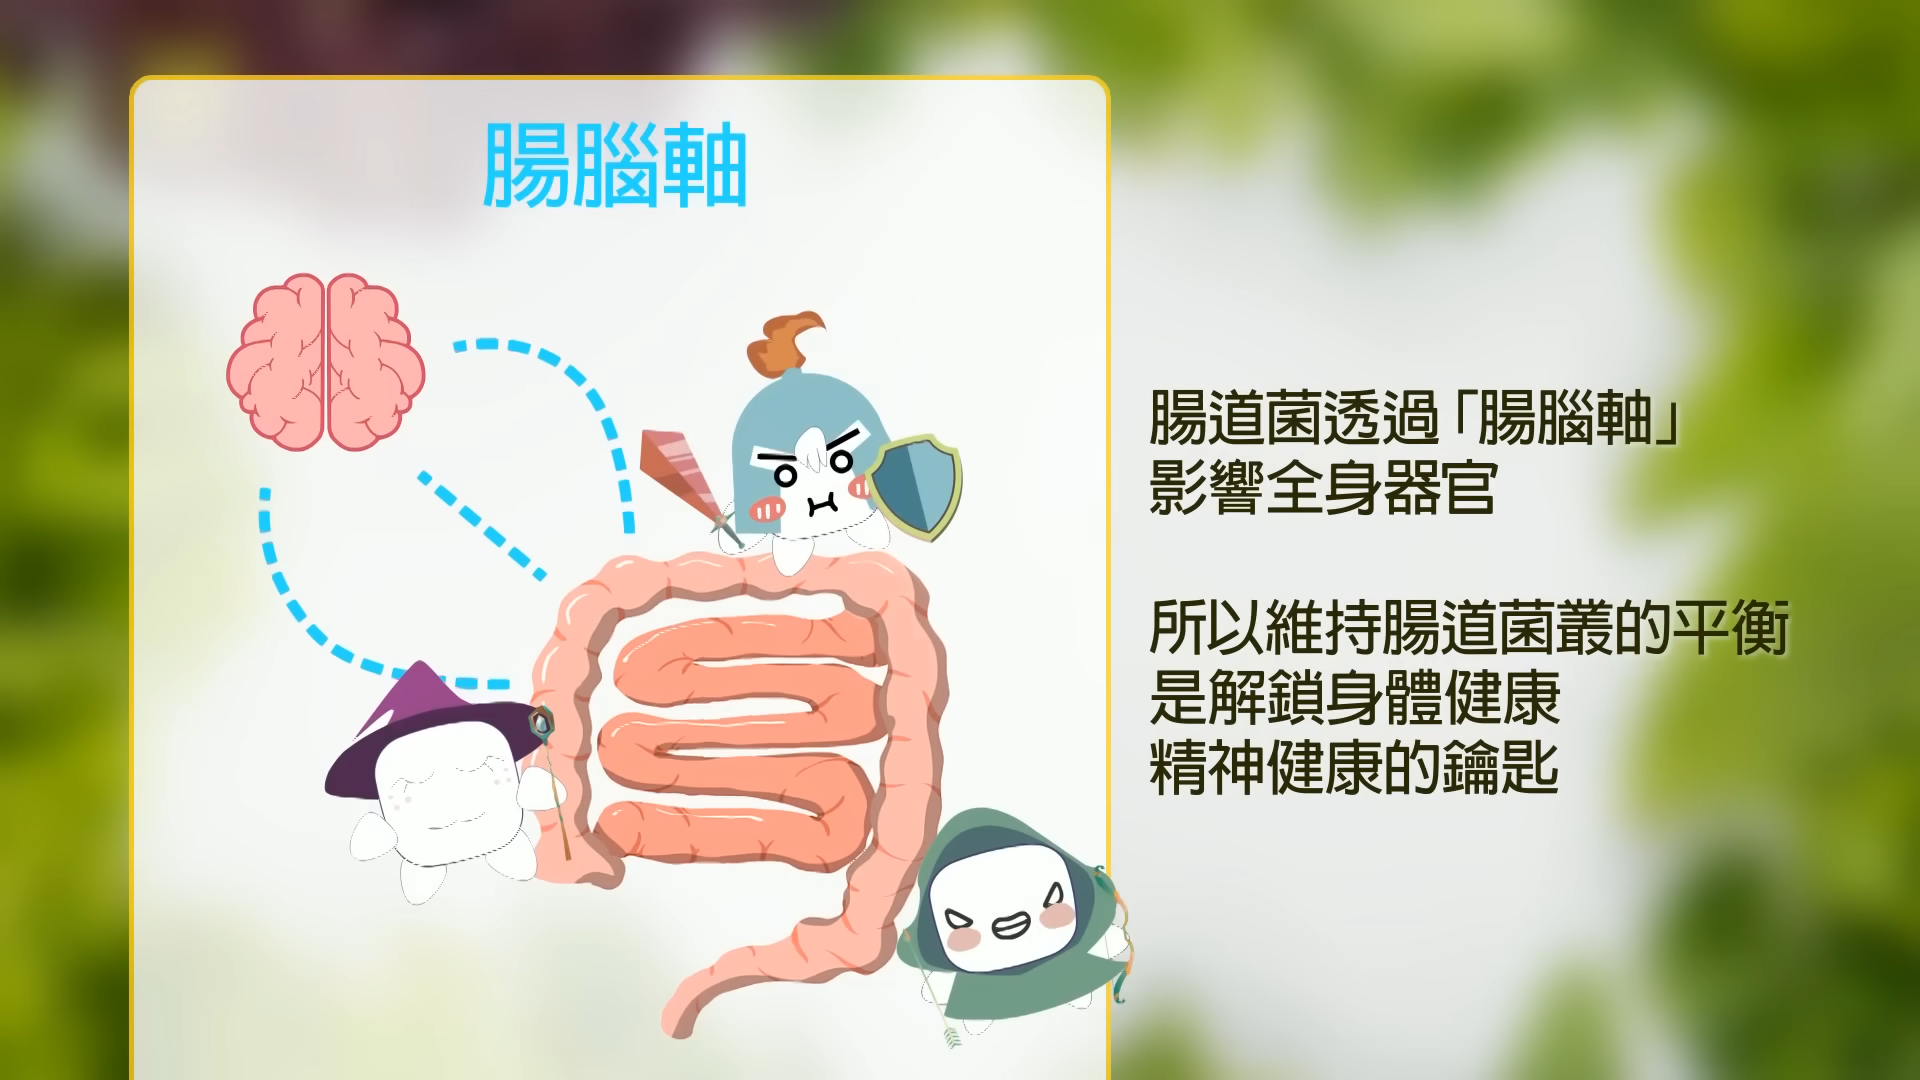 腸腦軸
腸道菌透過「腸腦軸」
影響全身器官
所以維持腸道菌叢的平衡
是解鎖身體健康
精神健康的鑰匙